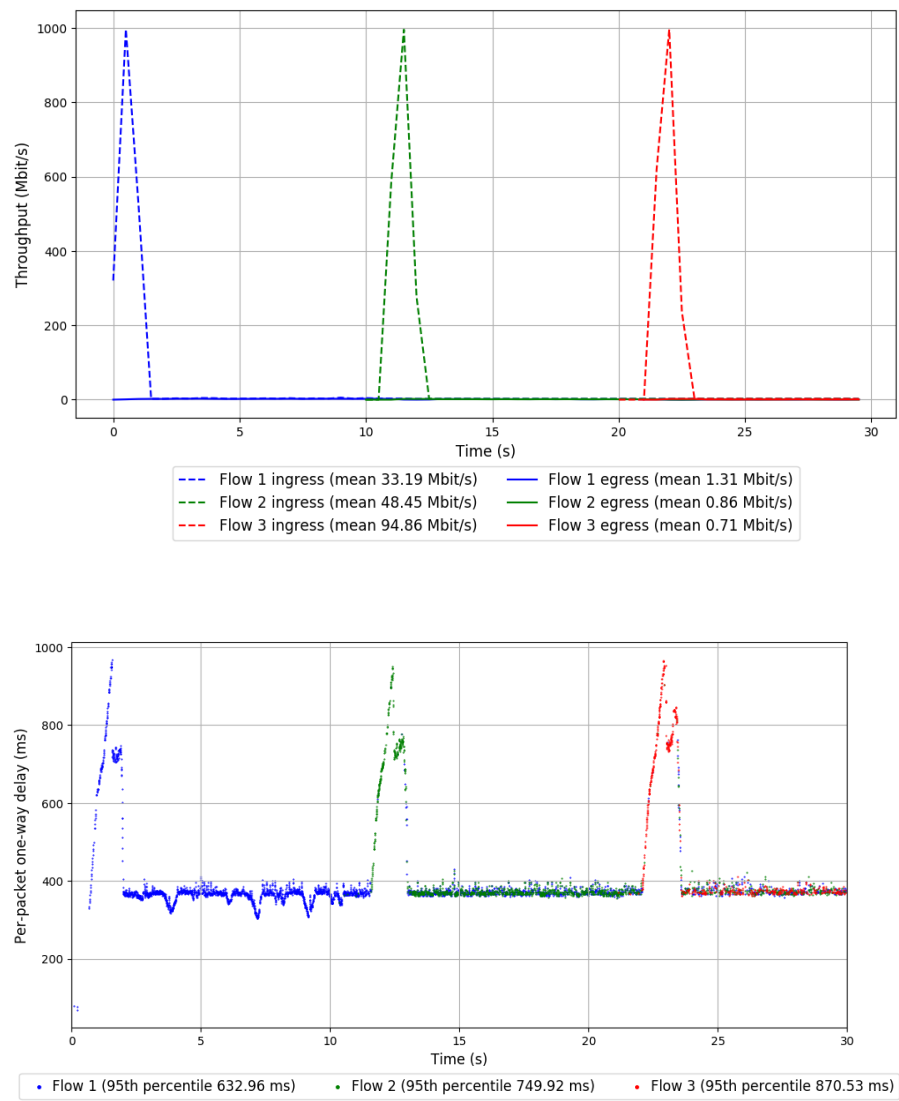 1000
800
600
400
200
0
Throughput (Mbit/s)
0 5 10 15 20 25 30
Time (s)
Flow 1 ingress (mean 33.19 Mbit/s) Flow 1 egress (mean 1.31 Mbit/s)
Flow 2 ingress (mean 48.45 Mbit/s) Flow 2 egress (mean 0.86 Mbit/s)
Flow 3 ingress (mean 94.86 Mbit/s) Flow 3 egress (mean 0.71 Mbit/s)
1000
800
600
400
200
Per-packet one-way delay (ms)
0 5 10 15 20 25 30
Time (s)
Flow 1 (95th percentile 632.96 ms) Flow 2 (95th percentile 749.92 ms) Flow 3 (95th percentile 870.53 ms)